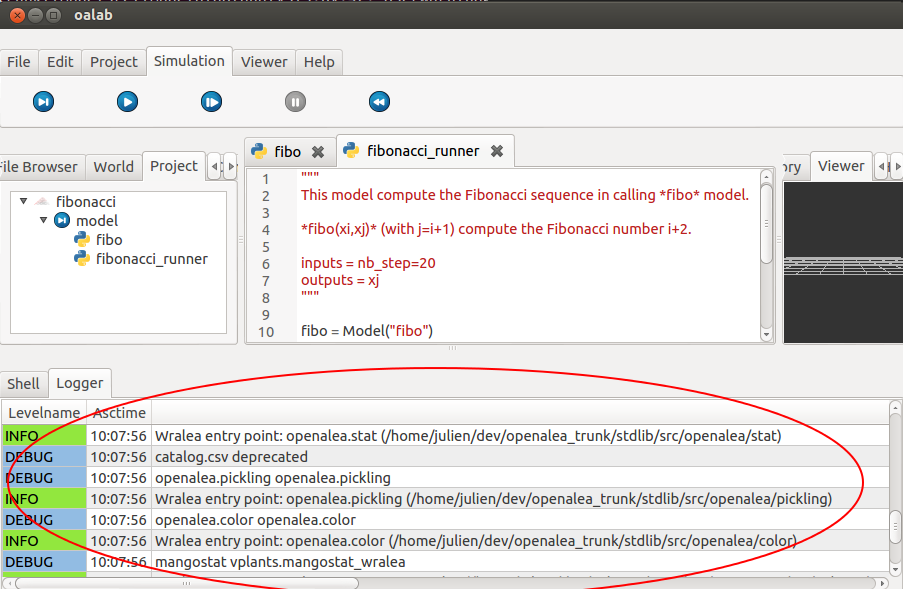 oalab
File Edit Project Simulation Viewer Help
File Browser World Project
fibonacci
model
fibo
fibonacci_runner
fibo fibonacci_runner
1 """
2 This model compute the Fibonacci sequence in calling *fibo* model.
3
4 *fibo(xi,xj)* (with j=i+1) compute the Fibonacci number i+2.
5
6 inputs = nb_step=20
7 outputs = xj
8 """
9
10 fibo = Model("fibo")
Viewer
Shell Logger
Levelname Asctime
INFO 10:07:56 Wralea entry point: openalea.stat (/home/julien/dev/openalea_trunk/stdlib/src/openalea/stat)
DEBUG 10:07:56 catalog.csv deprecated
DEBUG 10:07:56 openalea.pickling openalea.pickling
INFO 10:07:56 Wralea entry point: openalea.pickling (/home/julien/dev/openalea_trunk/stdlib/src/openalea/pickling)
DEBUG 10:07:56 openalea.color openalea.color
INFO 10:07:56 Wralea entry point: openalea.color (/home/julien/dev/openalea_trunk/stdlib/src/openalea/color)
DEBUG 10:07:56 mangostat vplants.mangostat_wralea